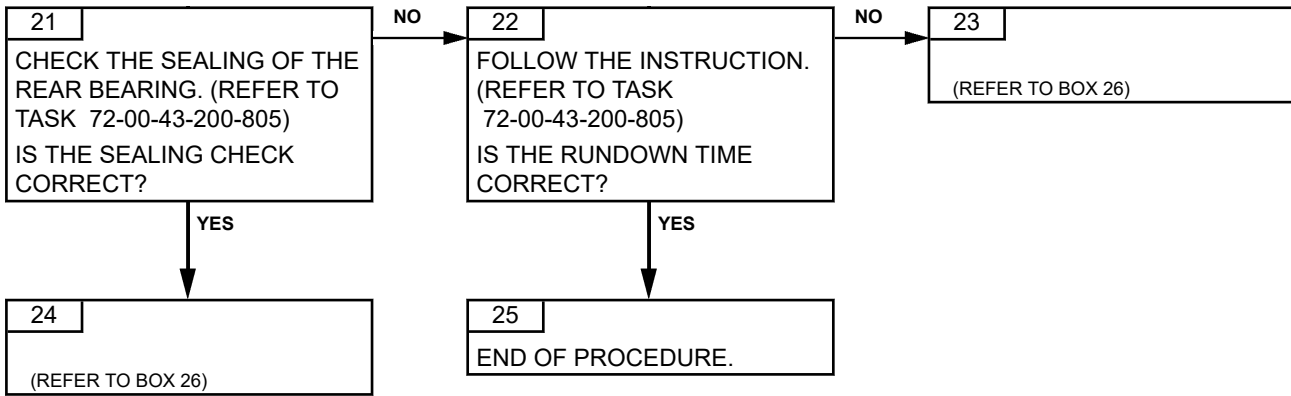 21
CHECK THE SEALING OF THE
REAR BEARING. (REFER TO
TASK 72-00-43-200-805)
IS THE SEALING CHECK
CORRECT?
NO
22
FOLLOW THE INSTRUCTION.
(REFER TO TASK
72-00-43-200-805)
IS THE RUNDOWN TIME
CORRECT?
NO
23
(REFER TO BOX 26)
YES
YES
24
(REFER TO BOX 26)
25
END OF PROCEDURE.